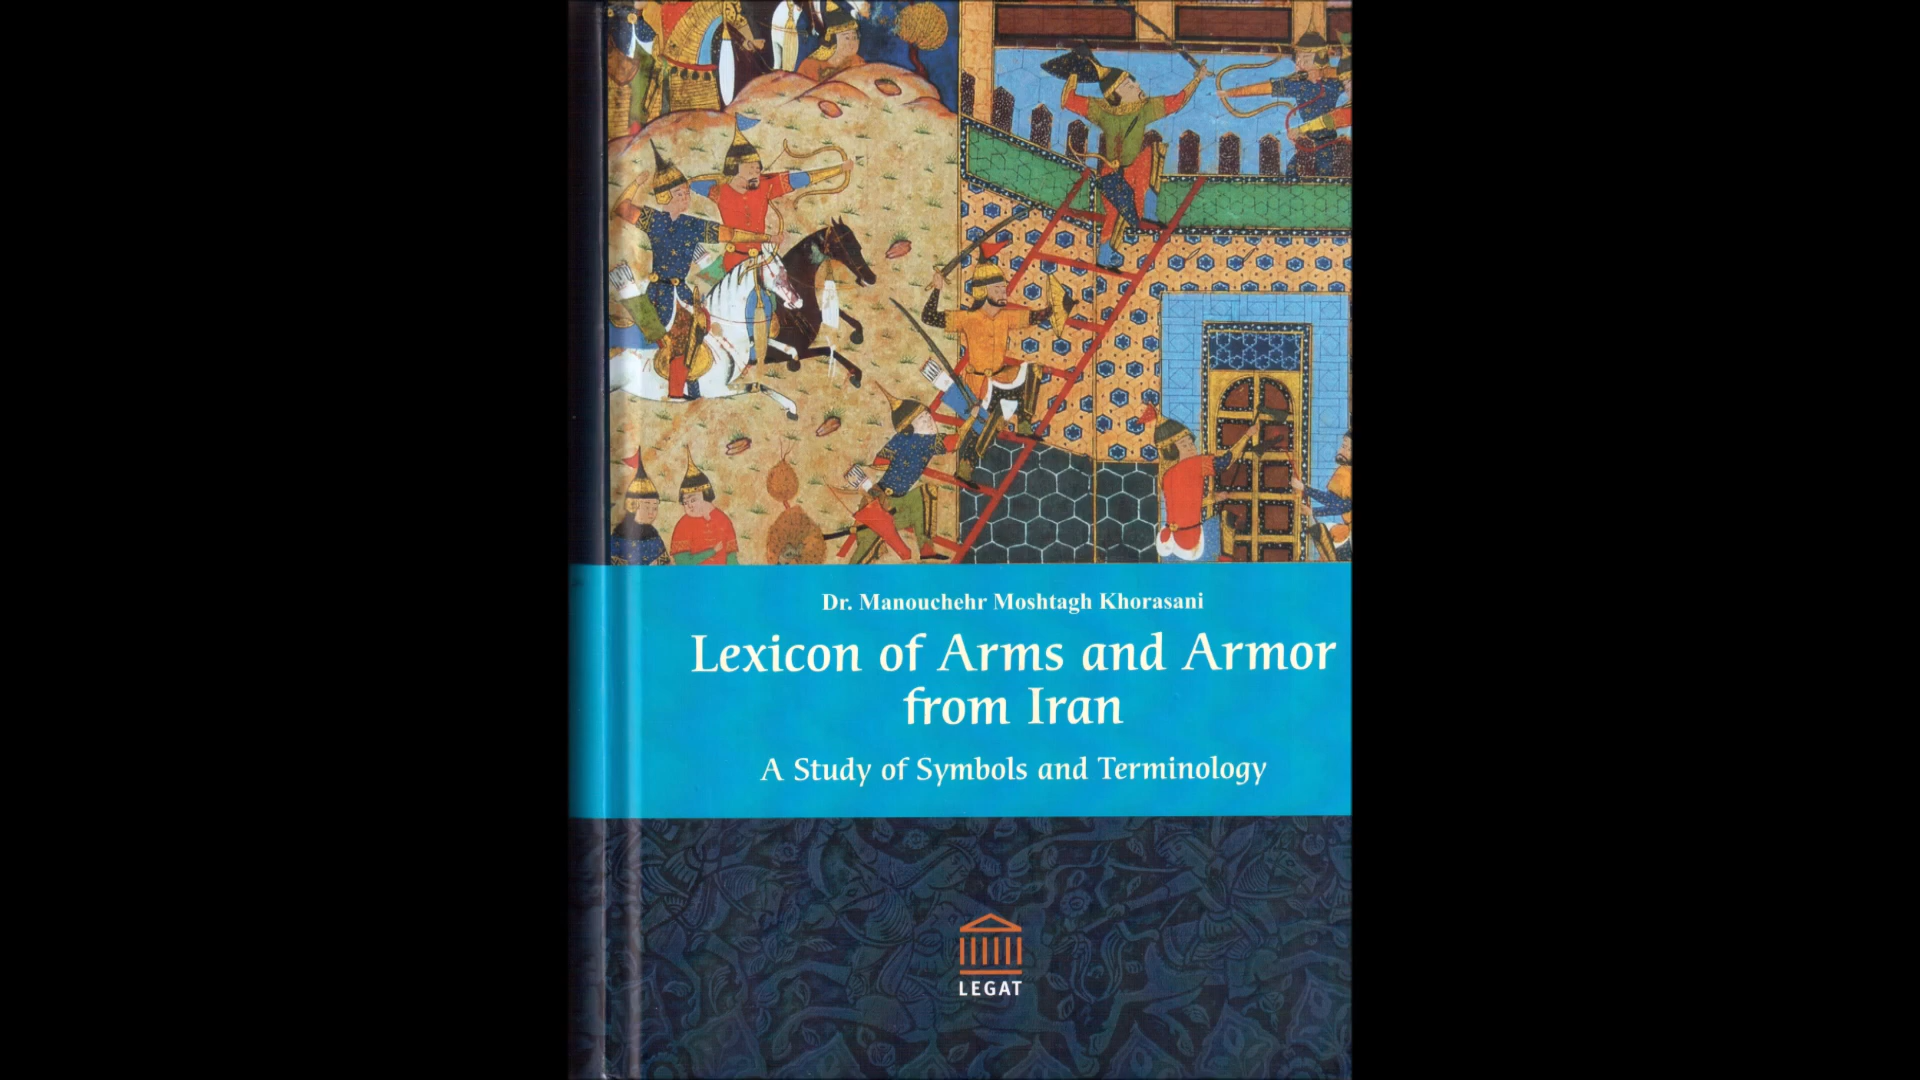 Dr. Manouchehr Moshtagh Khorasani
Lexicon of Arms and Armor
from Iran
A Study of Symbols and Terminology
LEGAT